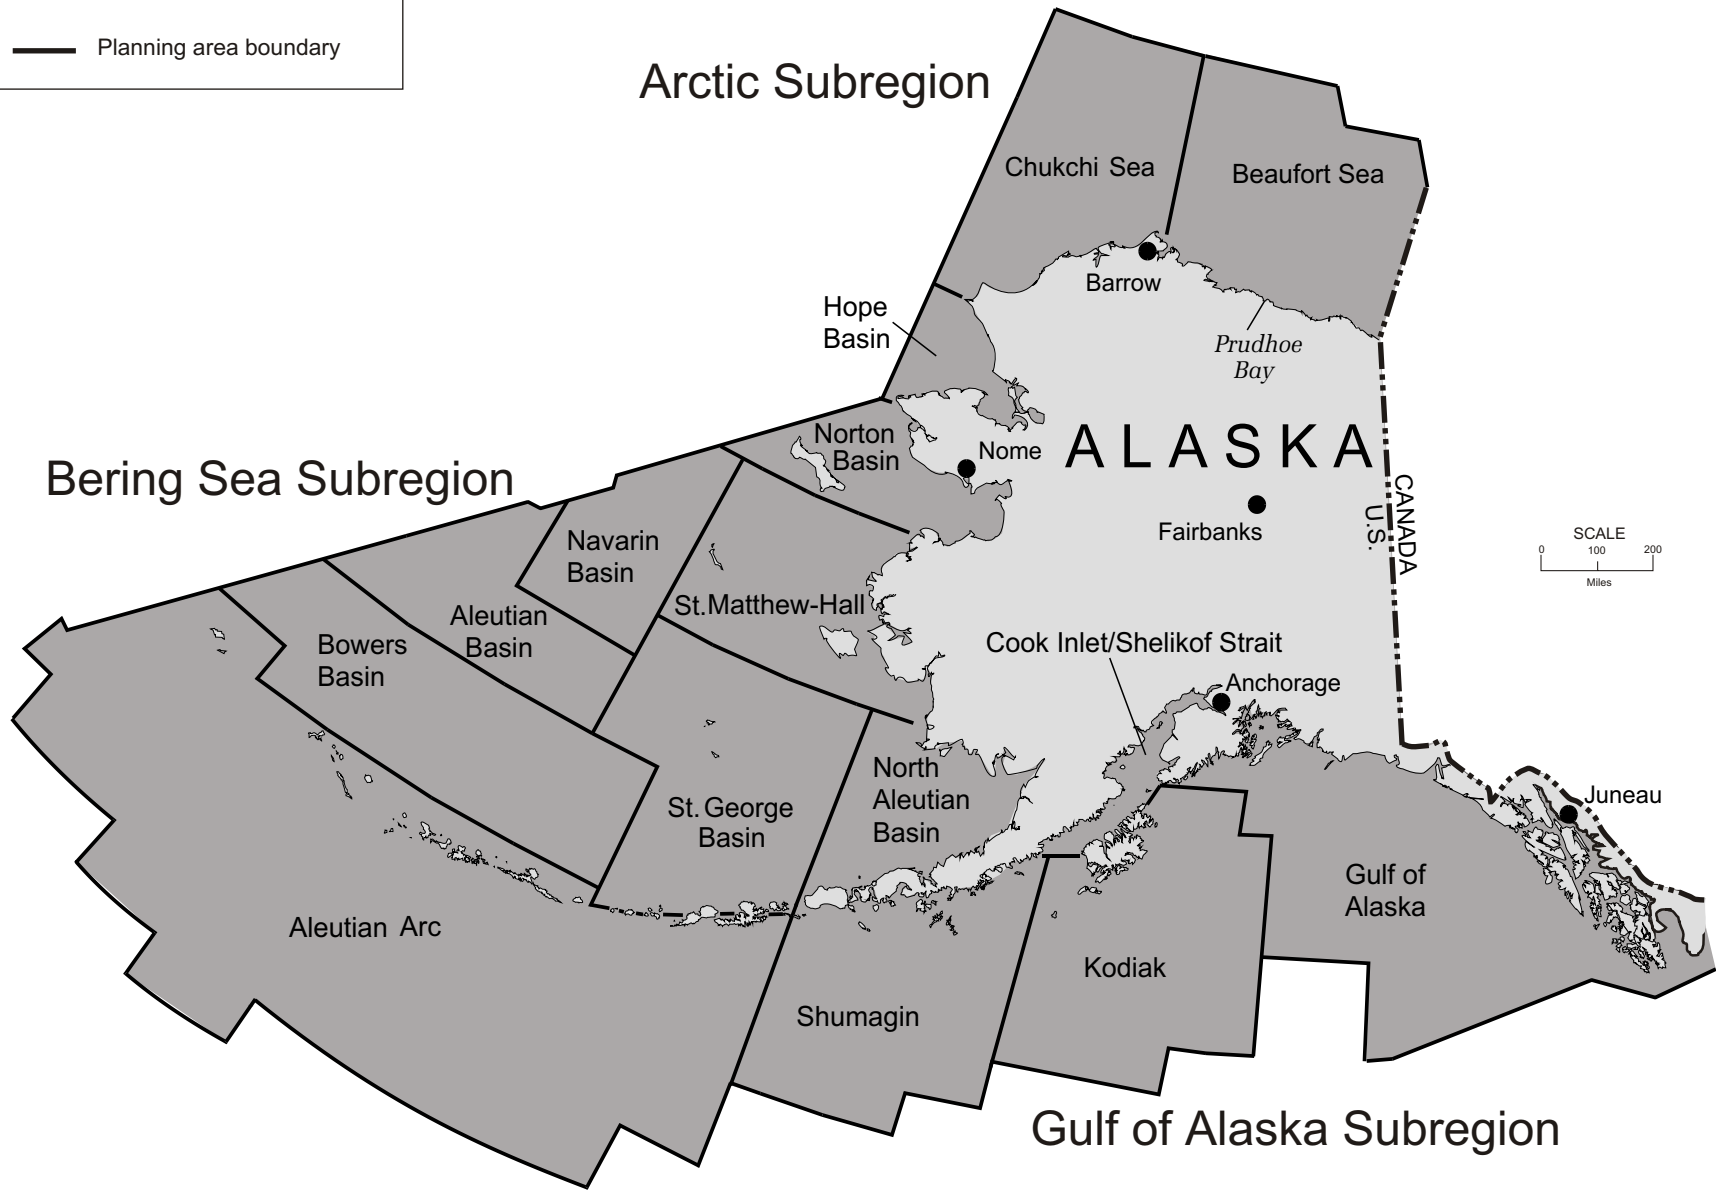 Planning area boundary
Arctic Subregion
Chukchi Sea
Beaufort Sea
Barrow
Hope
Basin
Prudhoe
Bay
Norton
Basin
Nome
ALASKA
Bering Sea Subregion
CANADA
U.S.
Fairbanks
Navarin
Basin
SCALE
0 100 200
Miles
St. Matthew-Hall
Aleutian
Basin
Bowers
Basin
Cook Inlet/Shelikof Strait
Anchorage
North
Aleutian
Basin
St. George
Basin
Juneau
Gulf of
Alaska
Aleutian Arc
Kodiak
Shumagin
Gulf of Alaska Subregion